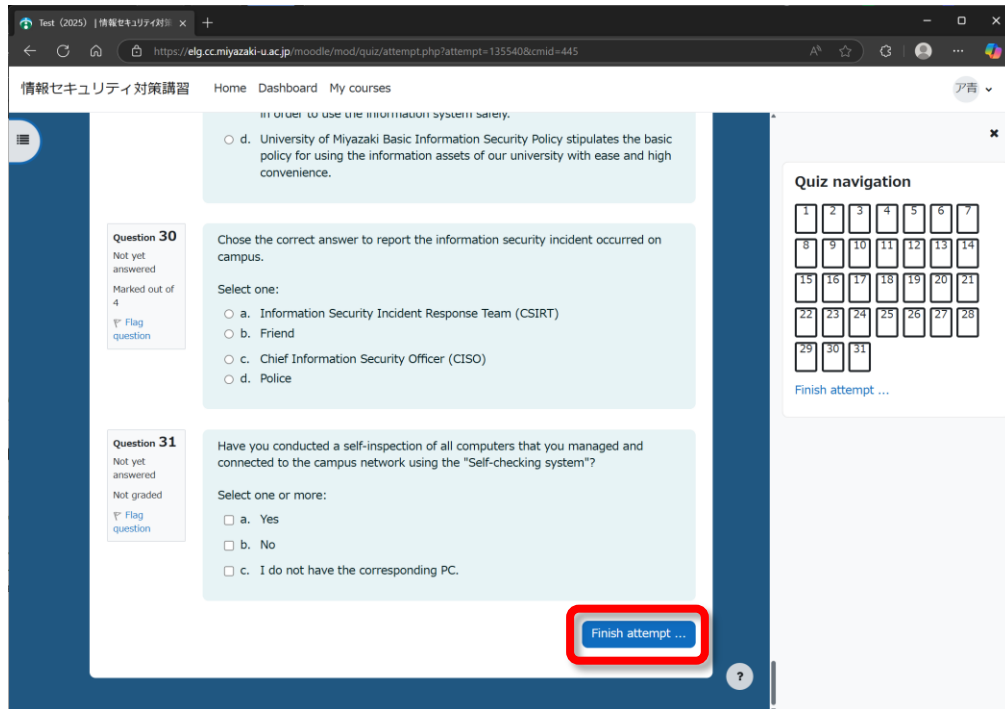 Test (2025) | 情報セキュリティ対策
https://elg.cc.miyazaki-u.ac.jp/moodle/mod/quiz/attempt.php?attempt=135540&cmid=445
情報セキュリティ対策講習 Home Dashboard My courses ア青
in order to use the information system safely.
d. University of Miyazaki Basic Information Security Policy stipulates the basic
policy for using the information assets of our university with ease and high
convenience.
Question 30
Not yet
answered
Marked out of
4
Flag
question
Chose the correct answer to report the information security incident occurred on
campus.
Select one:
a. Information Security Incident Response Team (CSIRT)
b. Friend
c. Chief Information Security Officer (CISO)
d. Police
Question 31
Not yet
answered
Not graded
Flag
question
Have you conducted a self-inspection of all computers that you managed and
connected to the campus network using the "Self-checking system"?
Select one or more:
a. Yes
b. No
c. I do not have the corresponding PC.
Finish attempt ...
?
Quiz navigation
1 2 3 4 5 6 7
8 9 10 11 12 13 14
15 16 17 18 19 20 21
22 23 24 25 26 27 28
29 30 31
Finish attempt ...